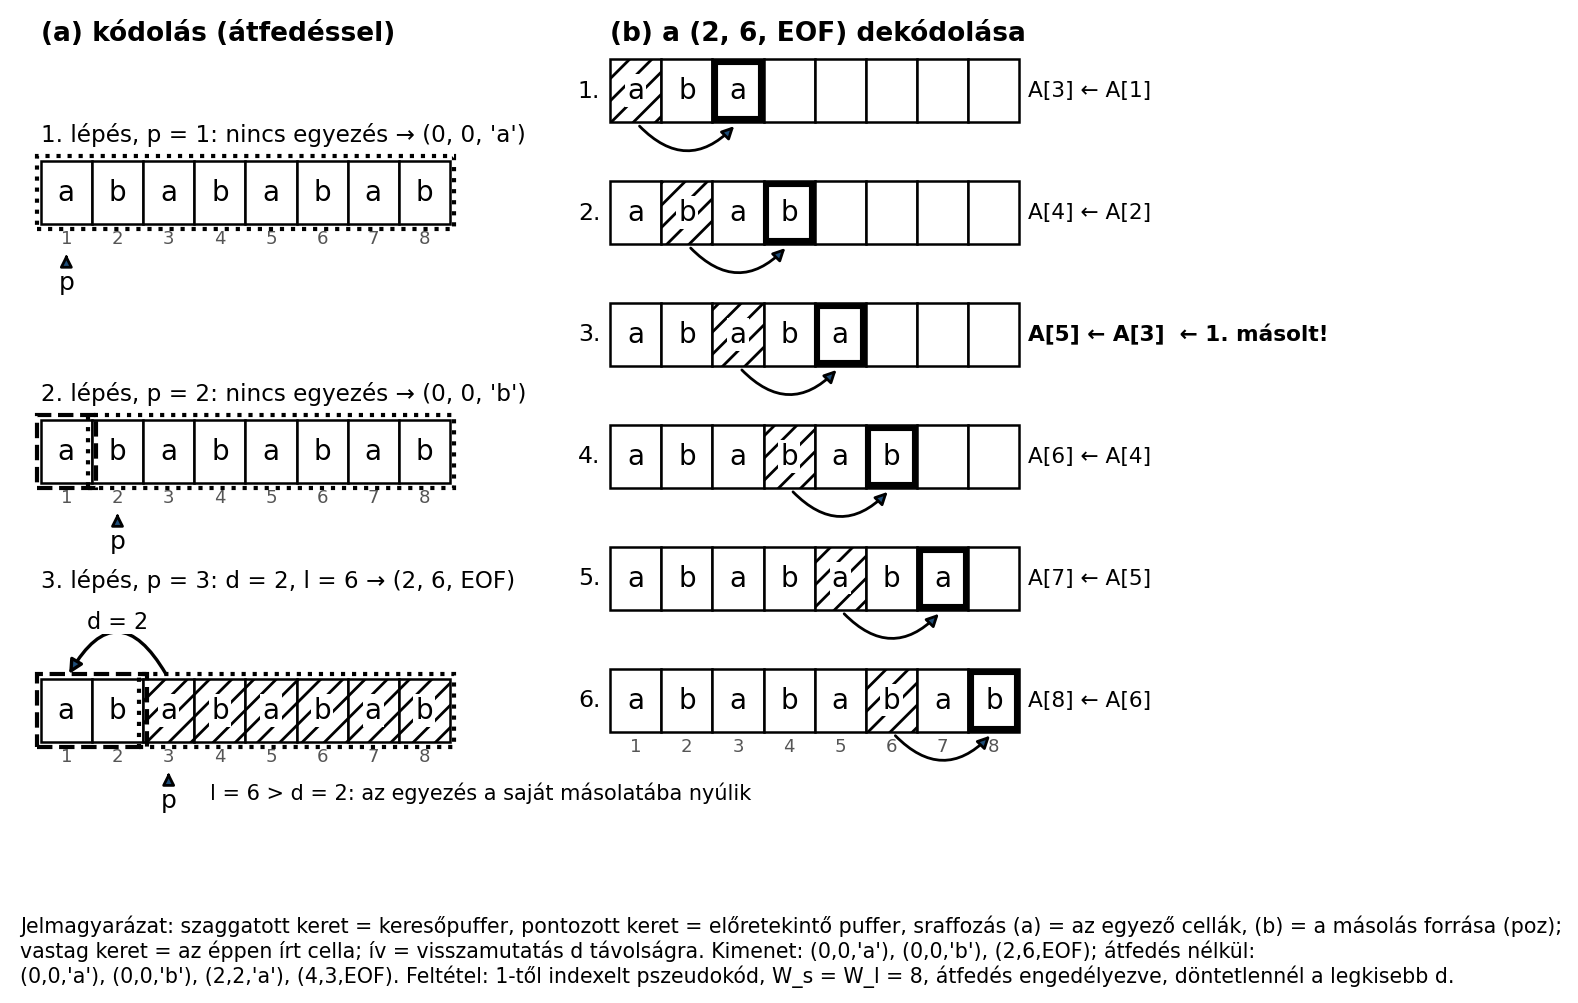 (a) kódolás (átfedéssel)
1. lépés, p = 1: nincs egyezés → (0, 0, 'a')
a b a b a b a b
1 2 3 4 5 6 7 8
p
2. lépés, p = 2: nincs egyezés → (0, 0, 'b')
a b a b a b a b
1 2 3 4 5 6 7 8
p
3. lépés, p = 3: d = 2, l = 6 → (2, 6, EOF)
d = 2
a b a b a b a b
1 2 3 4 5 6 7 8
p
l = 6 > d = 2: az egyezés a saját másolatába nyúlik
(b) a (2, 6, EOF) dekódolása
1. a b a A[3] ← A[1]
2. a b a b A[4] ← A[2]
3. a b a b a A[5] ← A[3] ← 1. másolt!
4. a b a b a b A[6] ← A[4]
5. a b a b a b a A[7] ← A[5]
6. a b a b a b a b A[8] ← A[6]
1 2 3 4 5 6 7 8
Jelmagyarázat: szaggatott keret = keresőpuffer, pontozott keret = előretekintő puffer, sraffozás (a) = az egyező cellák, (b) = a másolás forrása (poz);
vastag keret = az éppen írt cella; ív = visszamutatás d távolságra. Kimenet: (0,0,'a'), (0,0,'b'), (2,6,EOF); átfedés nélkül:
(0,0,'a'), (0,0,'b'), (2,2,'a'), (4,3,EOF). Feltétel: 1-től indexelt pszeudokód, W_s = W_l = 8, átfedés engedélyezve, döntetlennél a legkisebb d.